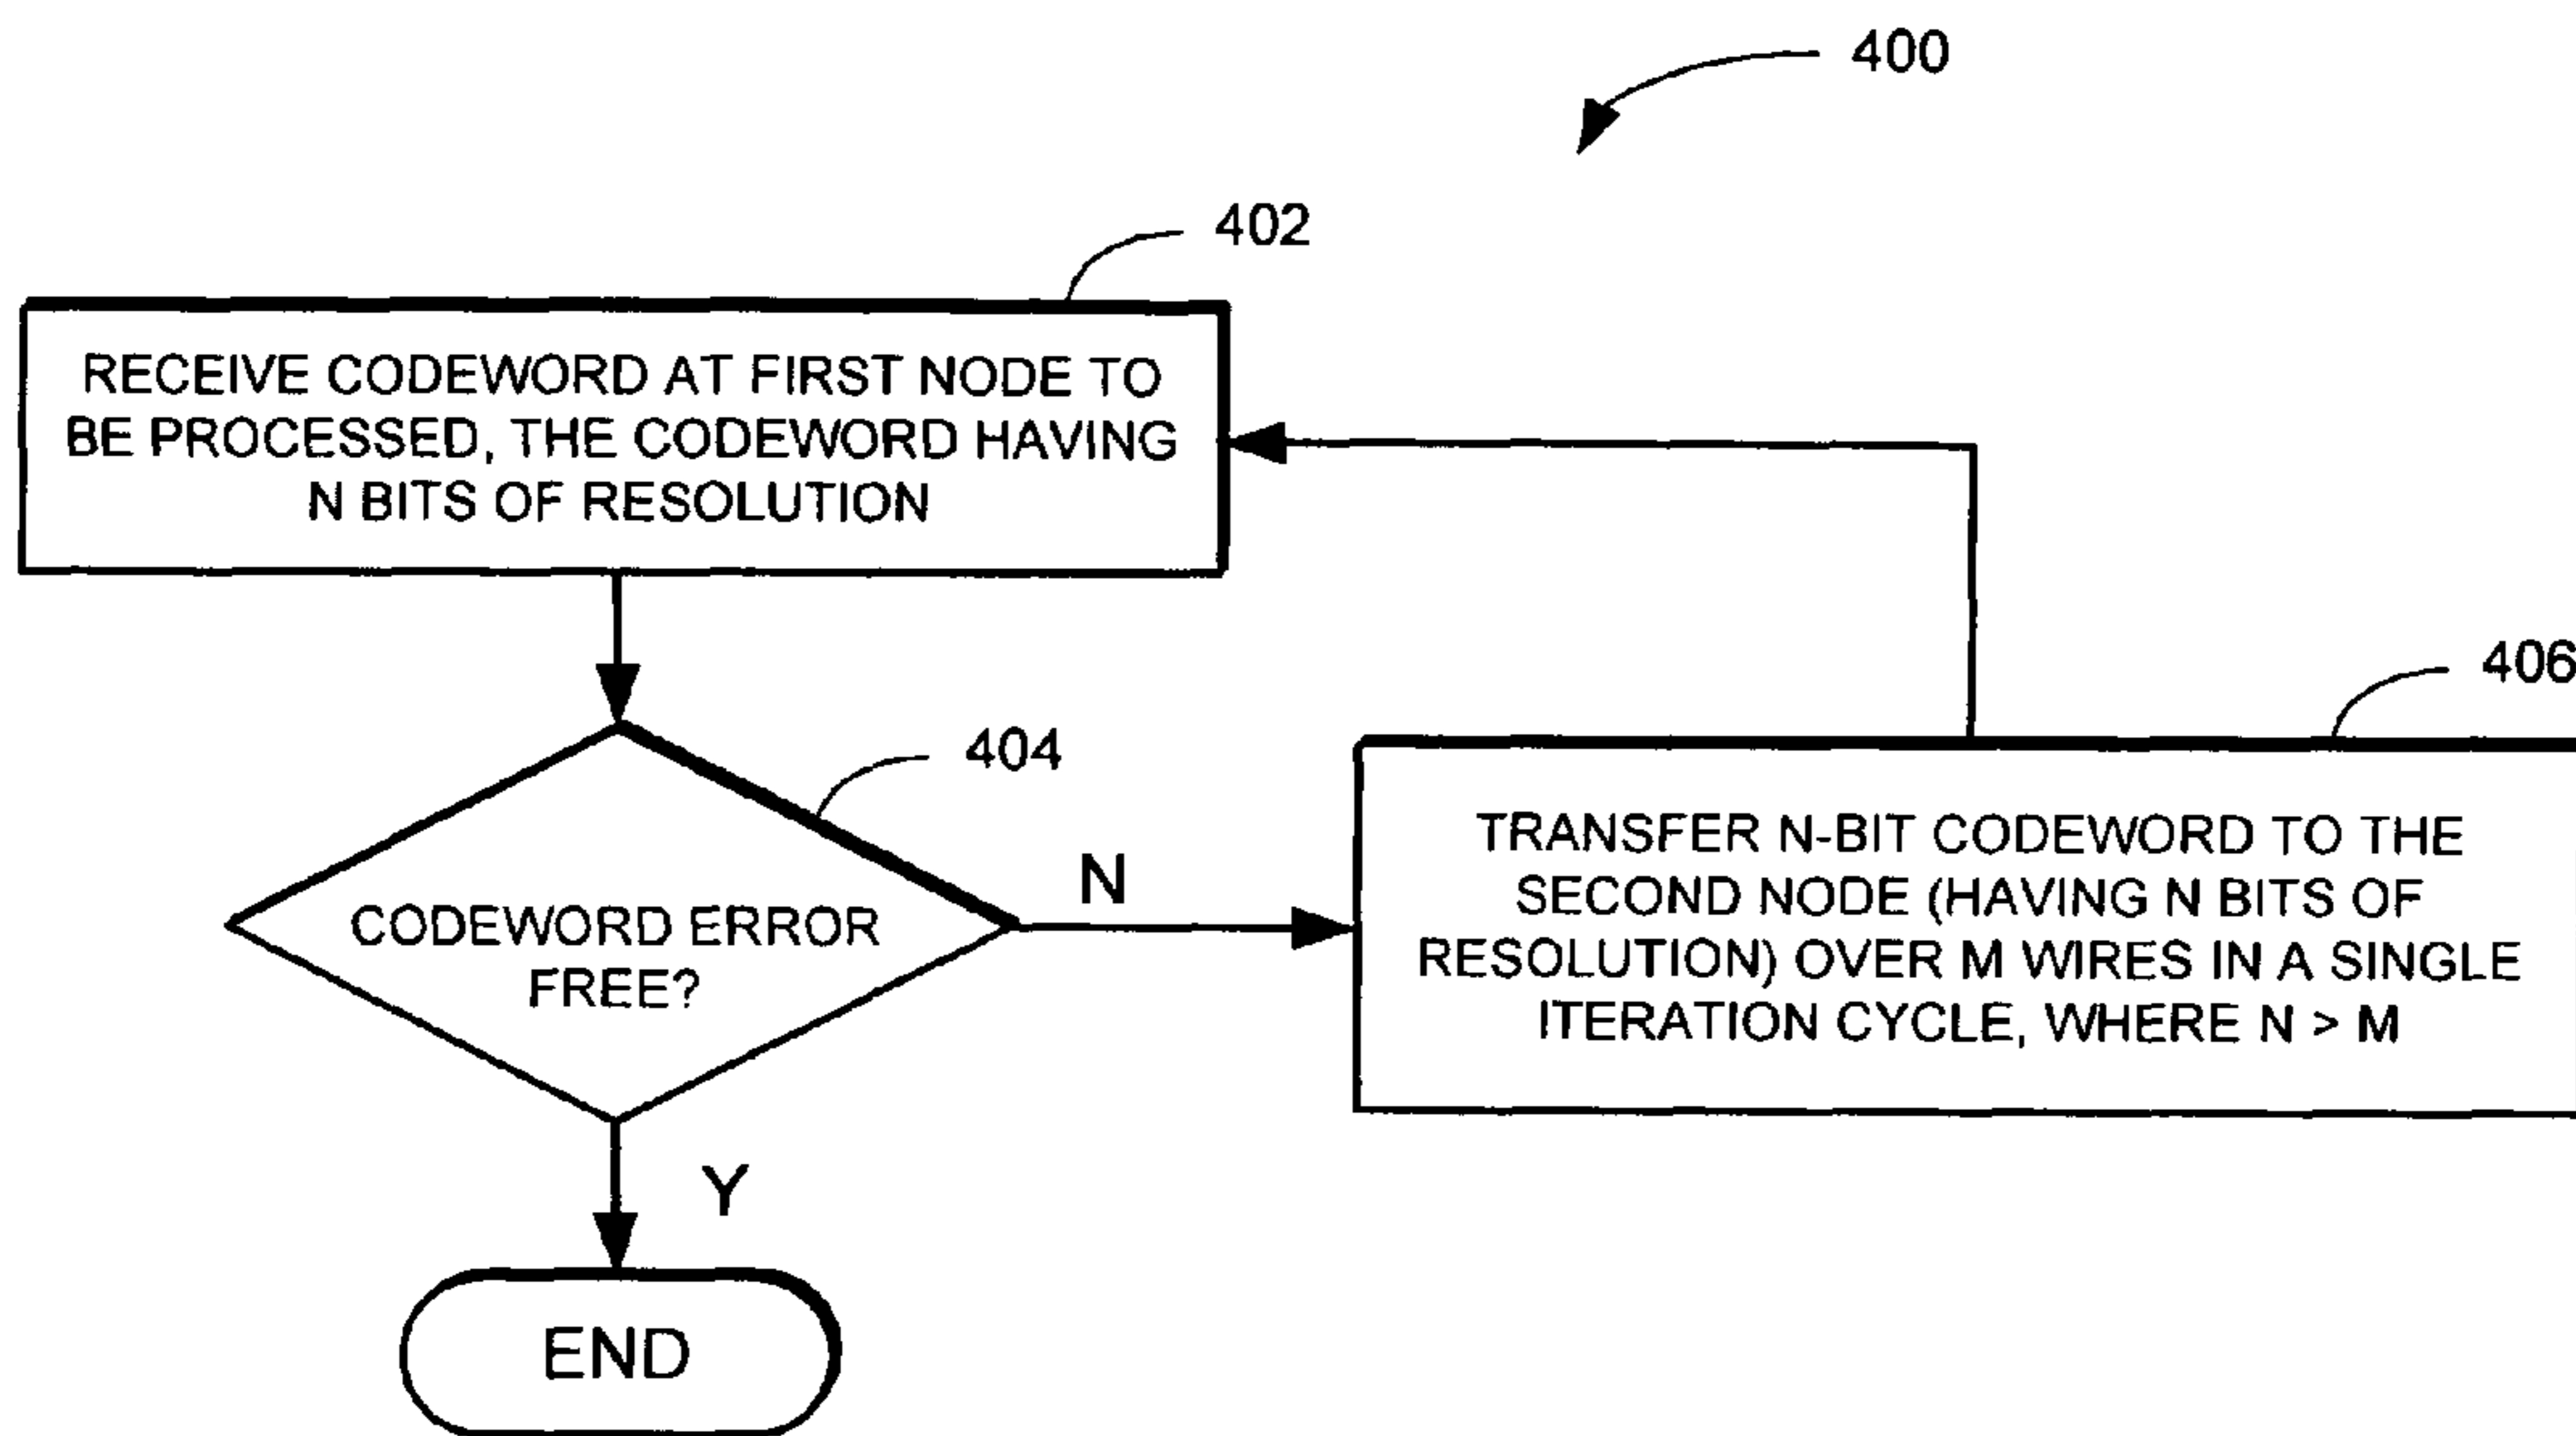 400
402
RECEIVE CODEWORD AT FIRST NODE TO
BE PROCESSED, THE CODEWORD HAVING
N BITS OF RESOLUTION
404
CODEWORD ERROR
FREE?
N
406
TRANSFER N-BIT CODEWORD TO THE
SECOND NODE (HAVING N BITS OF
RESOLUTION) OVER M WIRES IN A SINGLE
ITERATION CYCLE, WHERE N > M
Y
END